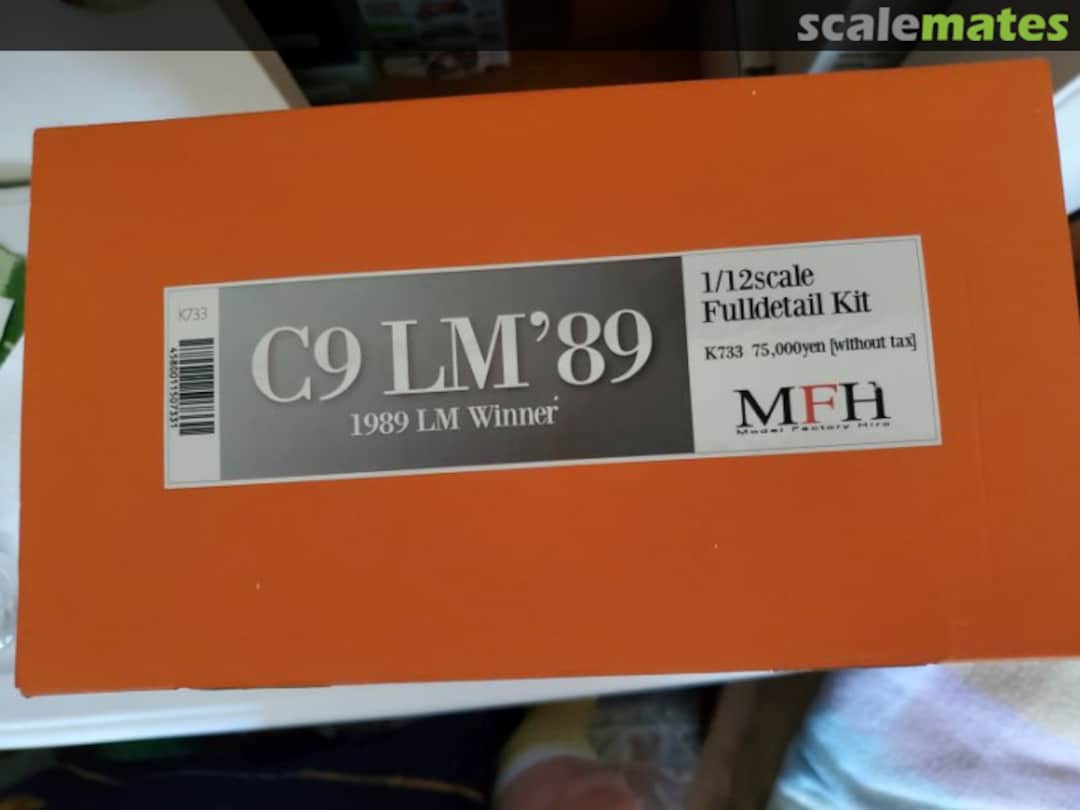 scalemates
K733
4580011507331
C9 LM'89
1989 LM Winner
1/12scale
Fulldetail Kit
K733 75,000yen [without tax]
MFH
Model Factory Hiro